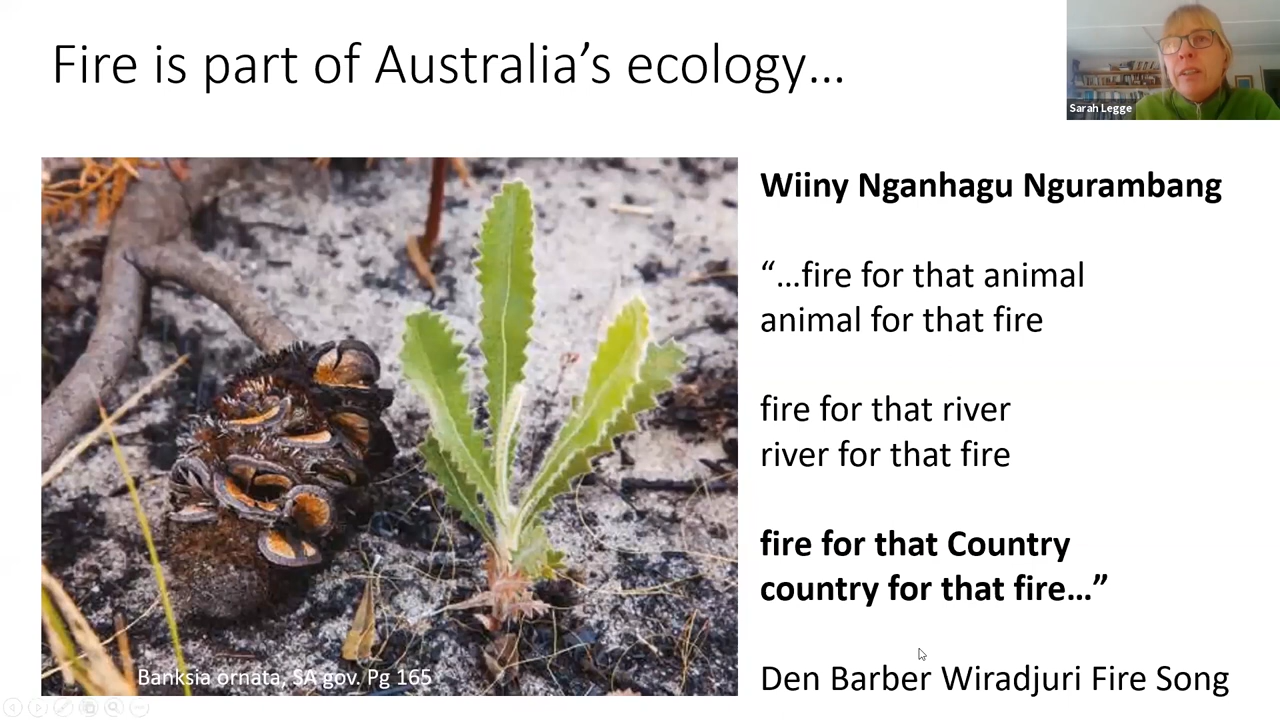 Fire is part of Australia’s ecology…
Sarah Legge
Wiiny Nganhagu Ngurambang
“…fire for that animal
animal for that fire
fire for that river
river for that fire
fire for that Country
country for that fire…”
Banksia ornata, SA gov. Pg 165
Den Barber Wiradjuri Fire Song